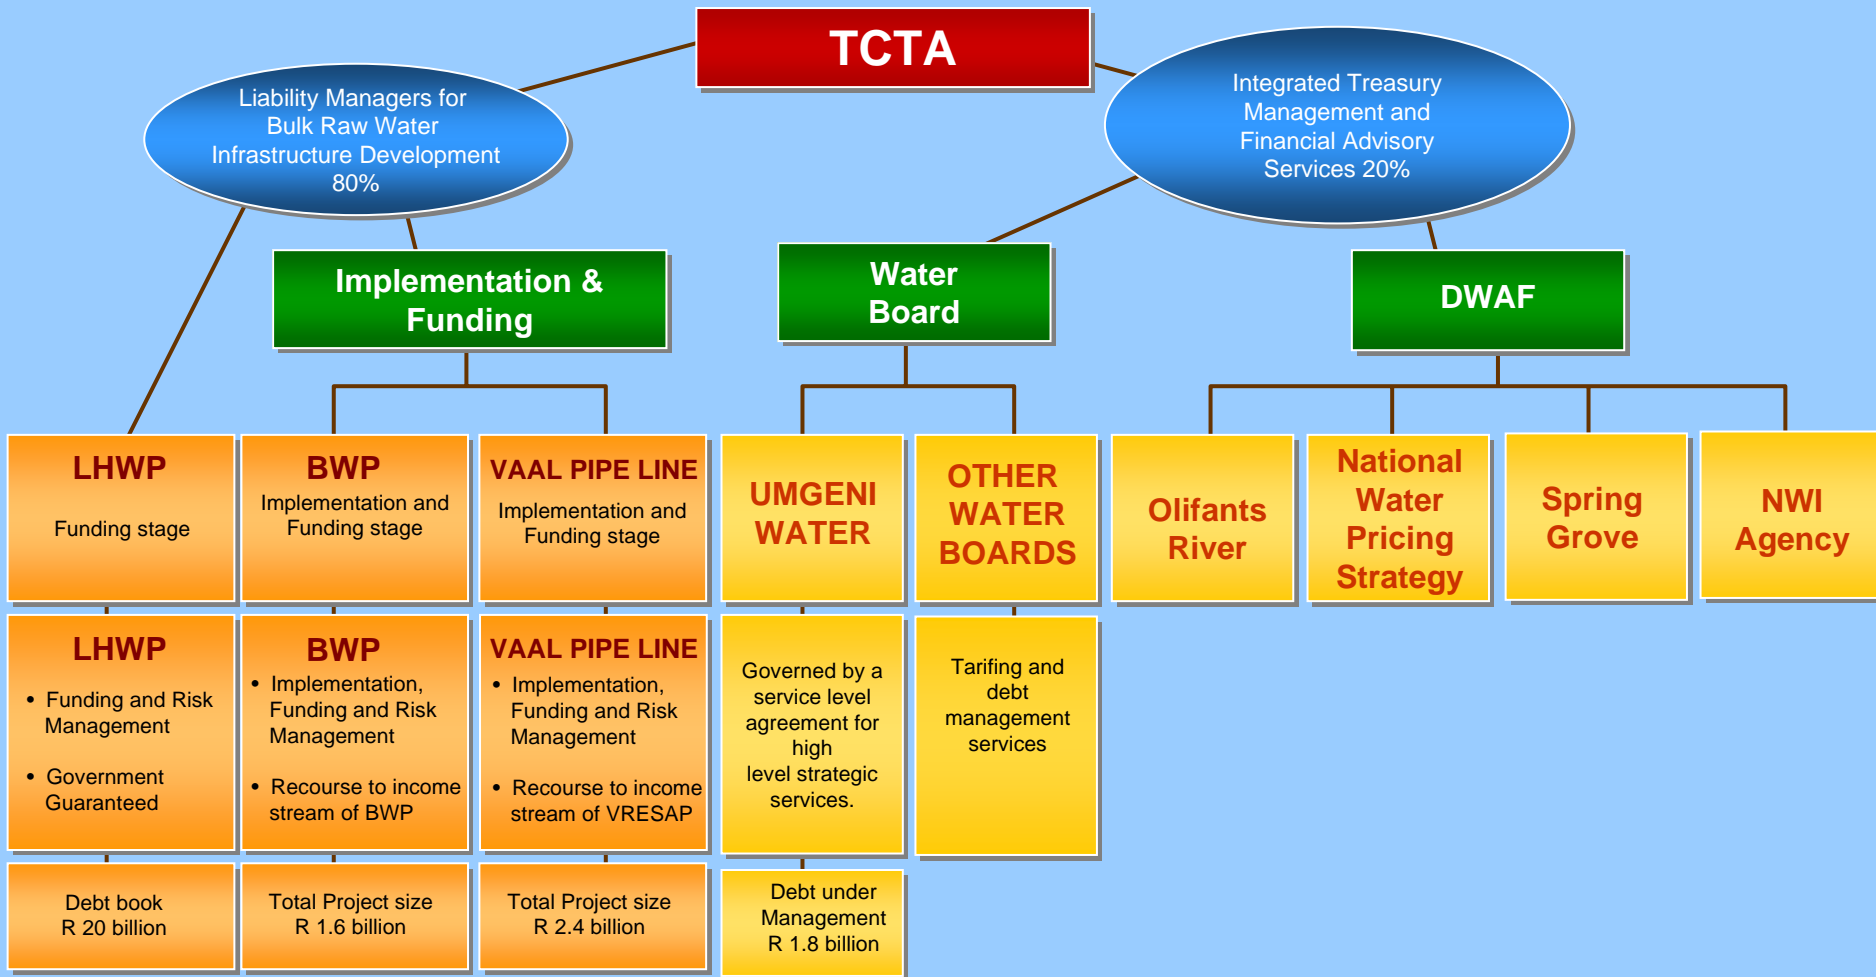 TCTA
Liability Managers for
Bulk Raw Water
Infrastructure Development
80%
Integrated Treasury
Management and
Financial Advisory
Services 20%
Implementation &
Funding
Water
Board
DWAF
LHWP
Funding stage
BWP
Implementation and
Funding stage
VAAL PIPE LINE
Implementation and
Funding stage
UMGENI
WATER
OTHER
WATER
BOARDS
Olifants
River
National
Water
Pricing
Strategy
Spring
Grove
NWI
Agency
LHWP
• Funding and Risk
Management
• Government
Guaranteed
BWP
• Implementation,
Funding and Risk
Management
• Recourse to income
stream of BWP
VAAL PIPE LINE
• Implementation,
Funding and Risk
Management
• Recourse to income
stream of VRESAP
Governed by a
service level
agreement for
high
level strategic
services.
Tarifing and
debt
management
services
Debt book
R 20 billion
Total Project size
R 1.6 billion
Total Project size
R 2.4 billion
Debt under
Management
R 1.8 billion